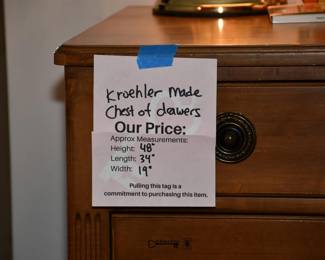 Kroehler Made
Chest of drawers
Our Price:
Approx Measurements:
Height: 48"
Length: 34"
Width: 19"
Pulling this tag is a
commitment to purchasing this item.